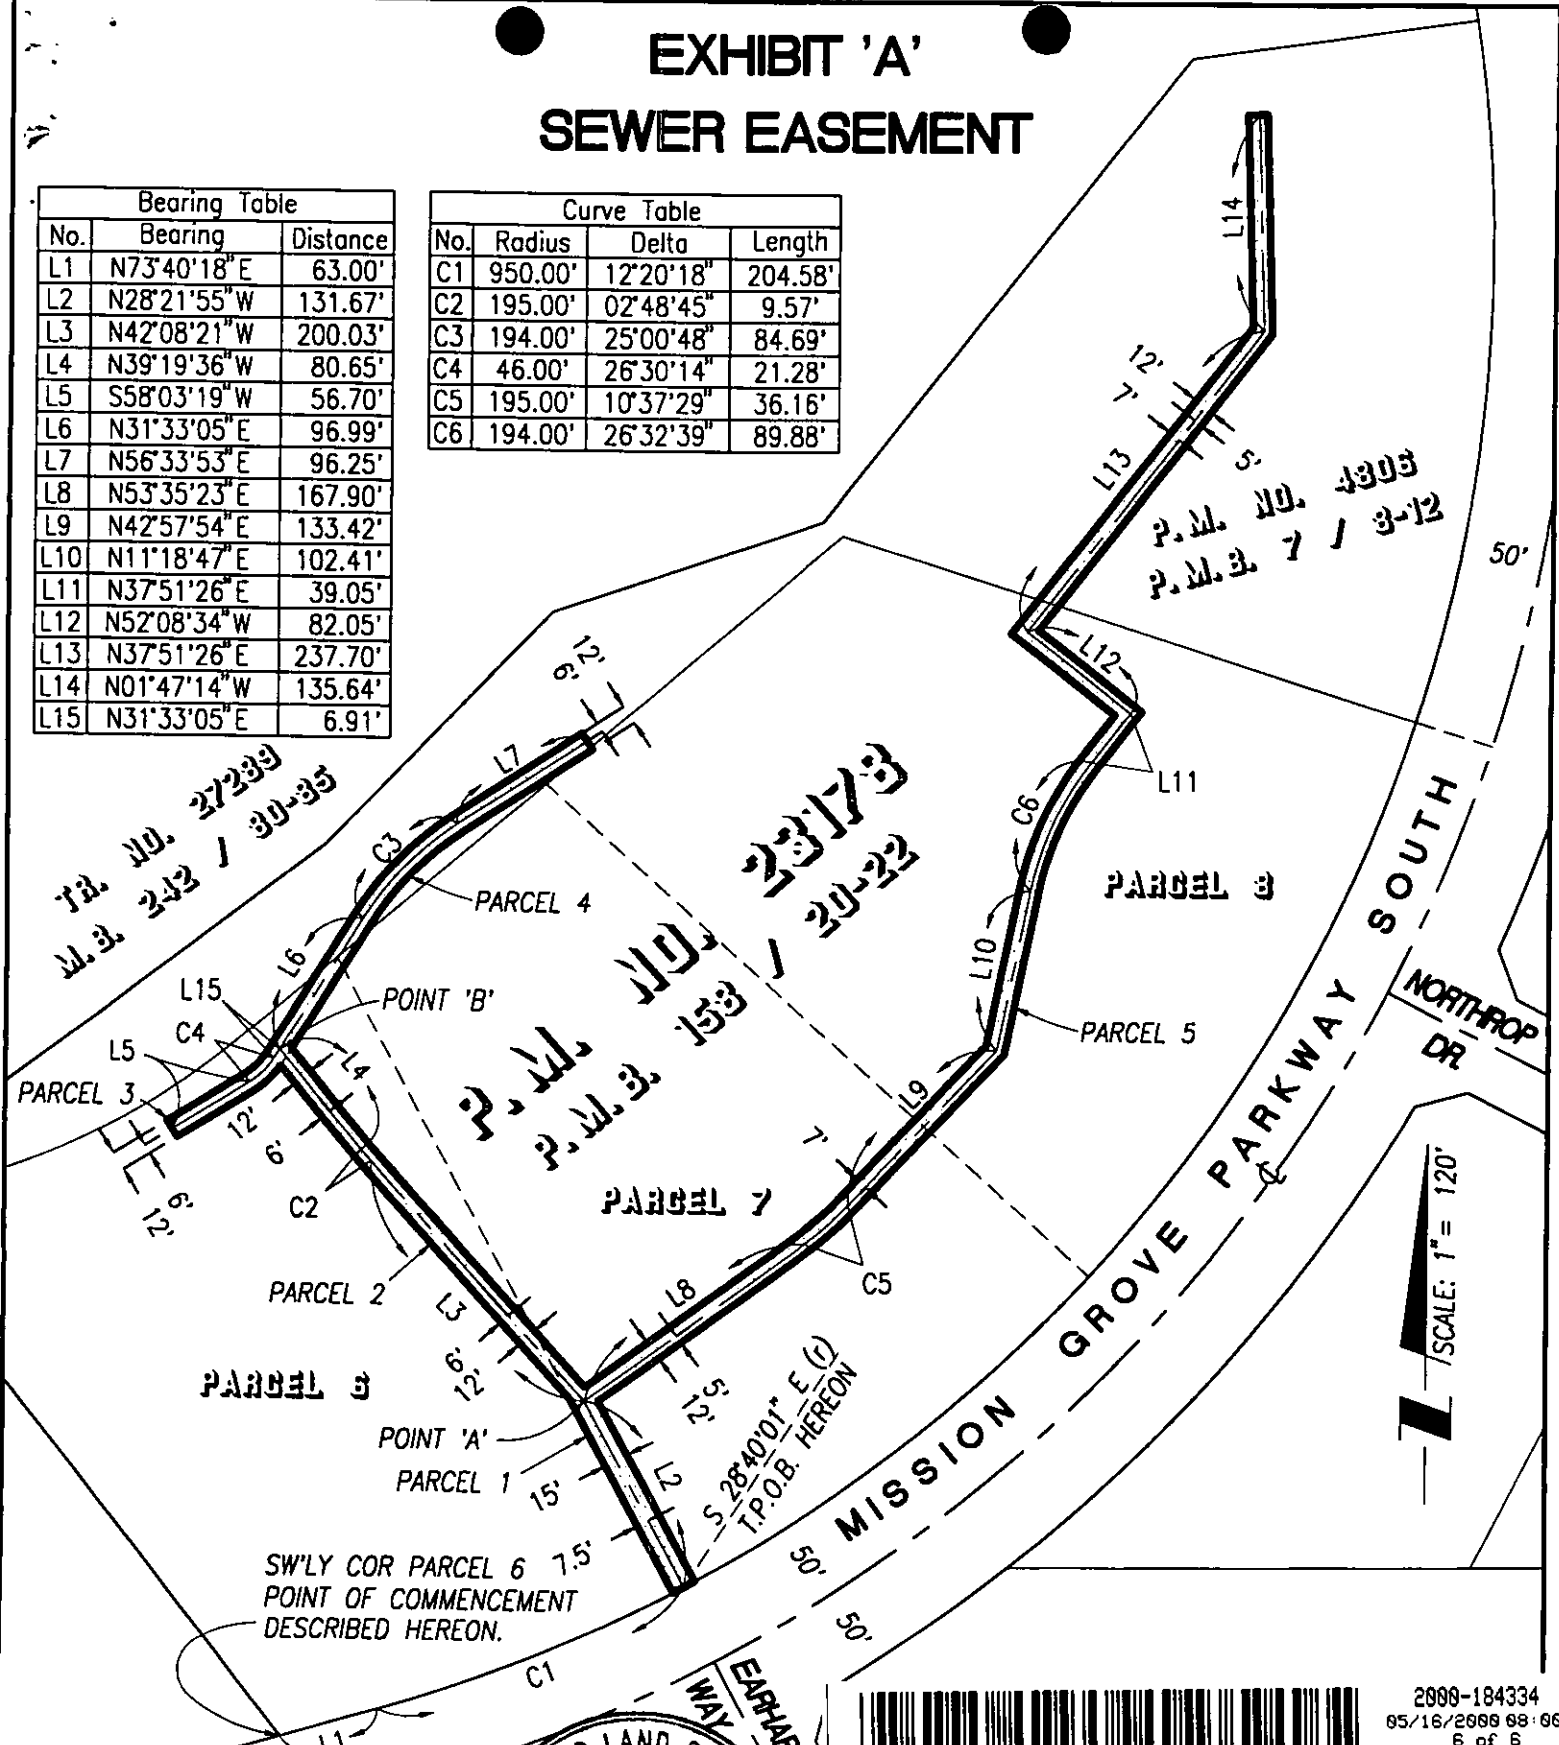 EXHIBIT 'A'
SEWER EASEMENT
Bearing Table
No. Bearing Distance
L1 N73°40'18"E 63.00'
L2 N28°21'55"W 131.67'
L3 N42°08'21"W 200.03'
L4 N39°19'36"W 80.65'
L5 S58°03'19"W 56.70'
L6 N31°33'05"E 96.99'
L7 N56°33'53"E 96.25'
L8 N53°35'23"E 167.90'
L9 N42°57'54"E 133.42'
L10 N11°18'47"E 102.41'
L11 N37°51'26"E 39.05'
L12 N52°08'34"W 82.05'
L13 N37°51'26"E 237.70'
L14 N01°47'14"W 135.64'
L15 N31°33'05"E 6.91'
Curve Table
No. Radius Delta Length
C1 950.00' 12°20'18" 204.58'
C2 195.00' 02°48'45" 9.57'
C3 194.00' 25°00'48" 84.69'
C4 46.00' 26°30'14" 21.28'
C5 195.00' 10°37'29" 36.16'
C6 194.00' 26°32'39" 89.88'
L14
12'
7'
5'
L13
P.M. NO. 4806
P.M.B. 7 / 8-12
50'
L12
L11
C6
12'
6'
L7
TR. NO. 27289
M.B. 242 / 80-85
C3
PARCEL 4
P.M. NO. 23178
P.M.B. 158 / 20-22
PARCEL 8
L10
L6
L15
POINT 'B'
C4
L5
L4
PARCEL 3
12'
6'
6'
12'
C2
PARCEL 5
L9
7'
PARCEL 7
C5
PARCEL 2
L3
L8
6'
12'
5'
12'
PARCEL 6
POINT 'A'
PARCEL 1
L2
15'
7.5'
S 28°40'01" E (r)
T.P.O.B. HEREON
MISSION GROVE PARKWAY SOUTH
NORTHROP
DR.
SCALE: 1"= 120'
SW'LY COR PARCEL 6
POINT OF COMMENCEMENT
DESCRIBED HEREON.
50'
50'
C1
L1
WAY
LAND
2000-184334
6 of 6